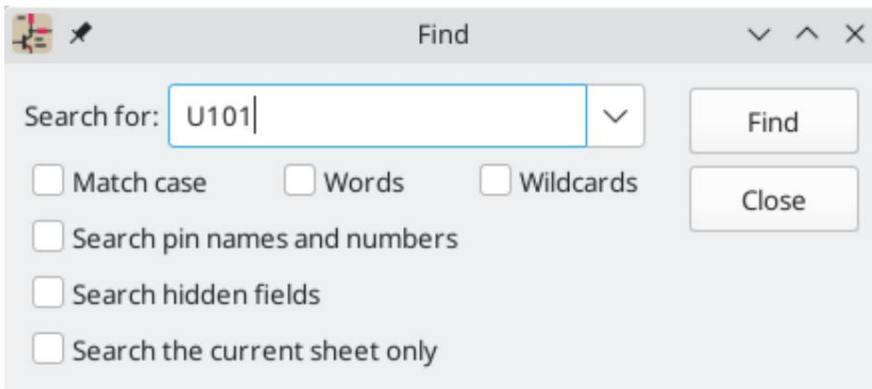 Find
Search for: U101 Find
Match case Words Wildcards
Close
Search pin names and numbers
Search hidden fields
Search the current sheet only